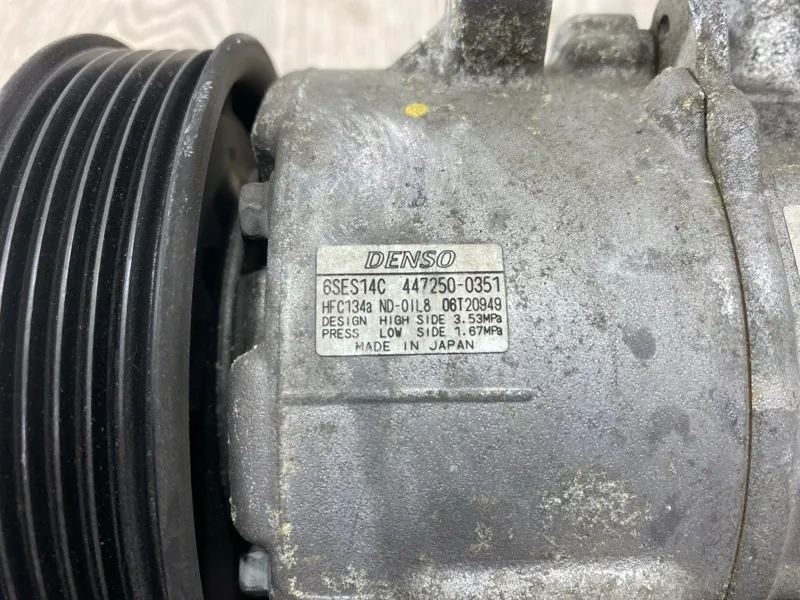 DENSO
6SES14C 447250-0351
HFC134a ND-OIL8 06T20949
DESIGN HIGH SIDE 3.53MPa
PRESS LOW SIDE 1.67MPa
MADE IN JAPAN